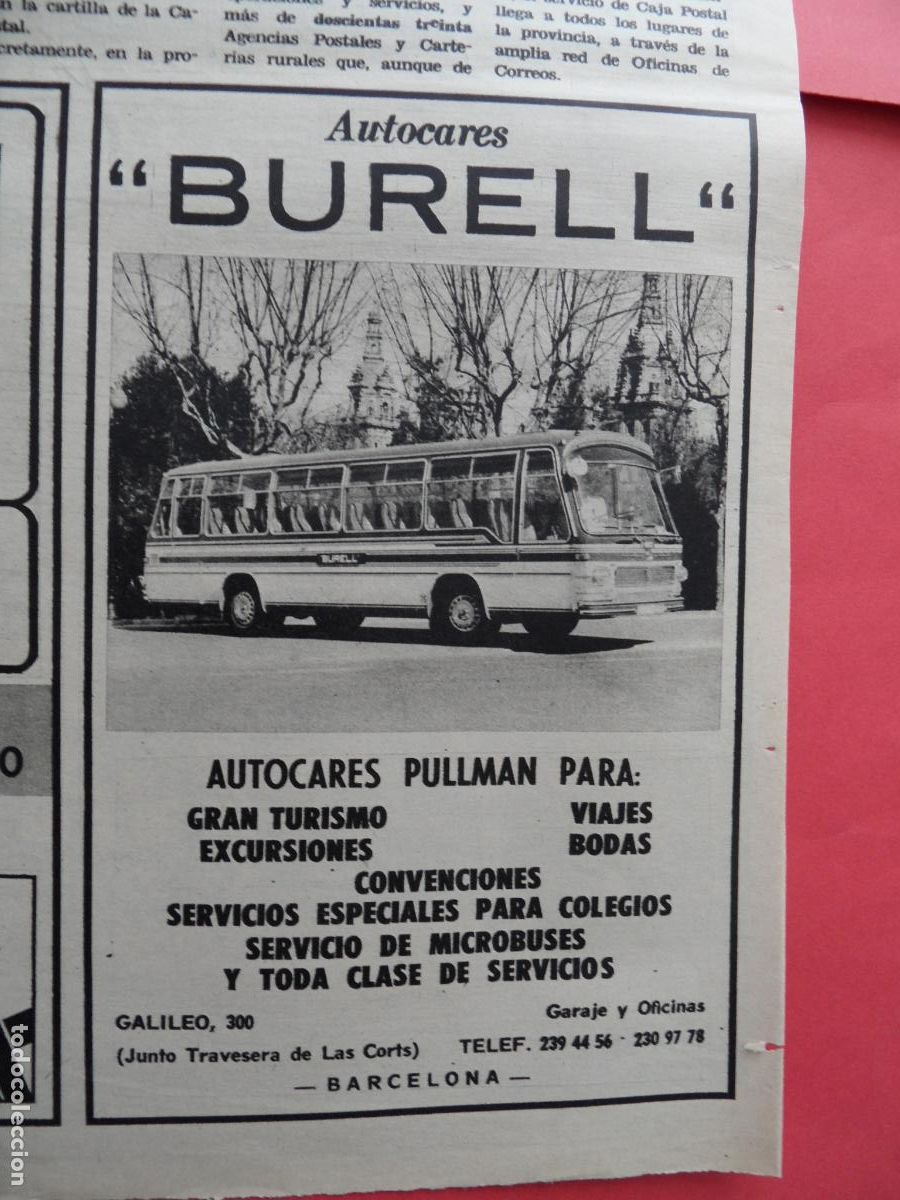 n la cartilla de la Ca-
stal.
cretamente, en la pro-
servicios, y
más de doscientas treinta
Agencias Postales y Carte-
rías rurales que, aunque de
servicio de Caja Postal
llega a todos los lugares de
la provincia, a través de la
amplia red de Oficinas de
Correos.
O
Autocares
"BURELL"
BURELL
AUTOCARES PULLMAN PARA:
GRAN TURISMO VIAJES
EXCURSIONES BODAS
CONVENCIONES
SERVICIOS ESPECIALES PARA COLEGIOS
SERVICIO DE MICROBUSES
Y TODA CLASE DE SERVICIOS
GALILEO, 300 Garaje y Oficinas
(Junto Travesera de Las Corts) TELEF. 239 44 56 - 230 97 78
— BARCELONA —
todocoleccion